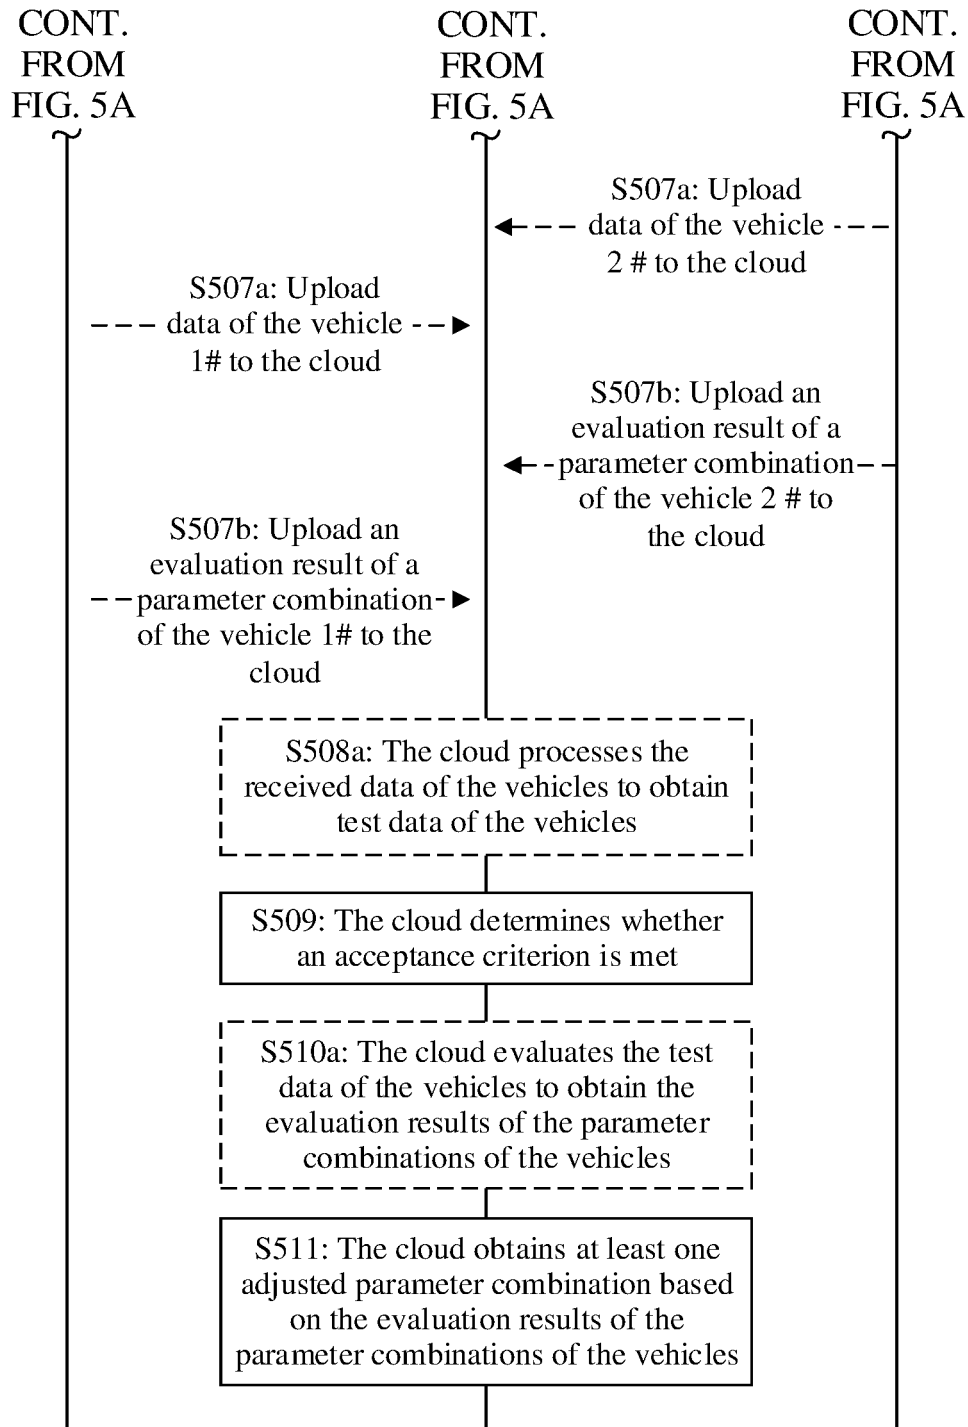 CONT.
FROM
FIG. 5A
CONT.
FROM
FIG. 5A
CONT.
FROM
FIG. 5A
S507a: Upload
data of the vehicle
2 # to the cloud
S507a: Upload
data of the vehicle
1# to the cloud
S507b: Upload an
evaluation result of a
parameter combination
of the vehicle 2 # to
the cloud
S507b: Upload an
evaluation result of a
parameter combination
of the vehicle 1# to the
cloud
S508a: The cloud processes the
received data of the vehicles to obtain
test data of the vehicles
S509: The cloud determines whether
an acceptance criterion is met
S510a: The cloud evaluates the test
data of the vehicles to obtain the
evaluation results of the parameter
combinations of the vehicles
S511: The cloud obtains at least one
adjusted parameter combination based
on the evaluation results of the
parameter combinations of the vehicles